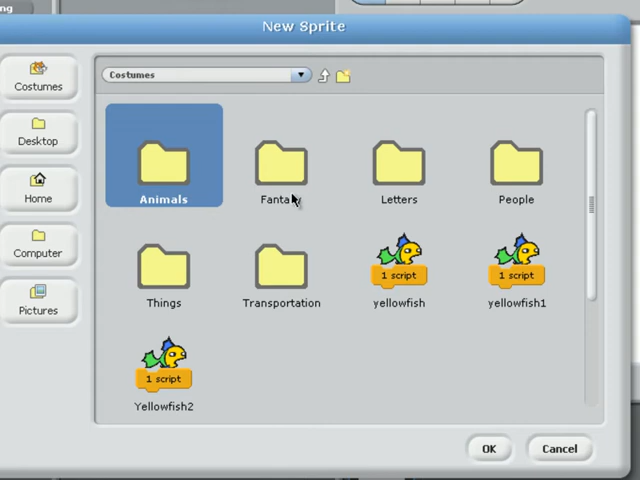 ng
New Sprite
Costumes
Costumes
Desktop
Home
Computer
Pictures
Animals
Letters
People
Things
Transportation
1 script
yellowfish
1 script
yellowfish1
1 script
Yellowfish2
OK
Cancel